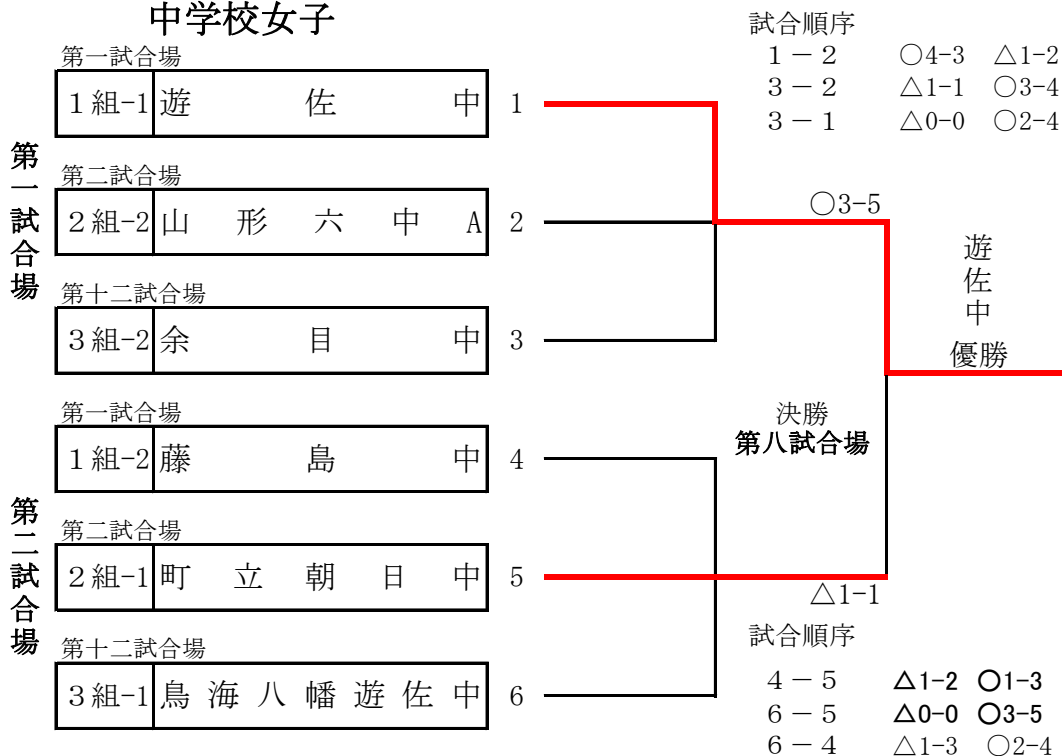 中学校女子
第一試合場
第一試合場
１組-1 遊佐中 1
第二試合場
２組-2 山形六中A 2
第十二試合場
３組-2 余目中 3
試合順序
１－２ ○4-3 △1-2
３－２ △1-1 ○3-4
３－１ △0-0 ○2-4
○3-5
遊佐中
優勝
決勝
第八試合場
第二試合場
第一試合場
１組-2 藤島中 4
第二試合場
２組-1 町立朝日中 5
第十二試合場
３組-1 鳥海八幡遊佐中 6
△1-1
試合順序
４－５ △1-2 ○1-3
６－５ △0-0 ○3-5
６－４ △1-3 ○2-4